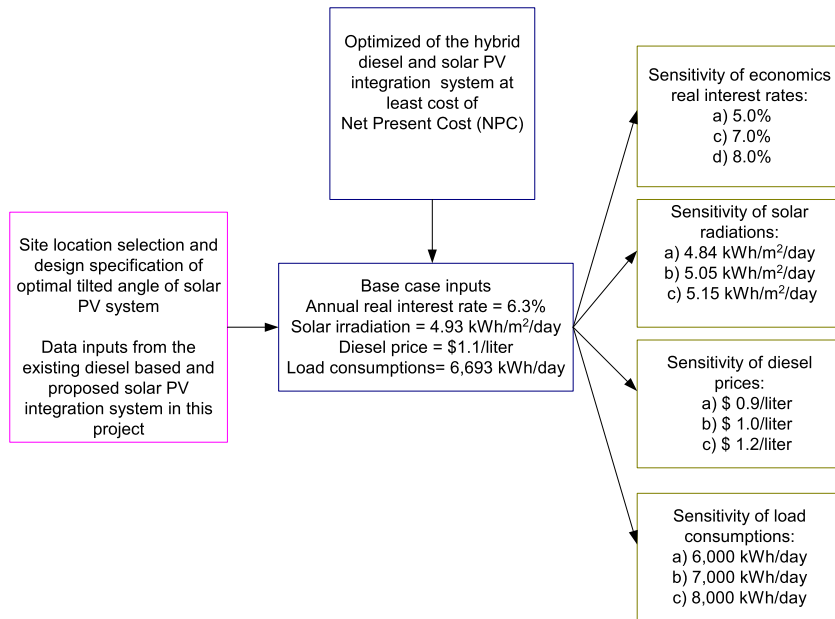 Optimized of the hybrid
diesel and solar PV
integration system at
least cost of
Net Present Cost (NPC)
Site location selection and
design specification of
optimal tilted angle of solar
PV system
Data inputs from the
existing diesel based and
proposed solar PV
integration system in this
project
Base case inputs
Annual real interest rate = 6.3%
Solar irradiation = 4.93 kWh/m²/day
Diesel price = $1.1/liter
Load consumptions= 6,693 kWh/day
Sensitivity of economics
real interest rates:
a) 5.0%
c) 7.0%
d) 8.0%
Sensitivity of solar
radiations:
a) 4.84 kWh/m²/day
b) 5.05 kWh/m²/day
c) 5.15 kWh/m²/day
Sensitivity of diesel
prices:
a) $ 0.9/liter
b) $ 1.0/liter
c) $ 1.2/liter
Sensitivity of load
consumptions:
a) 6,000 kWh/day
b) 7,000 kWh/day
c) 8,000 kWh/day